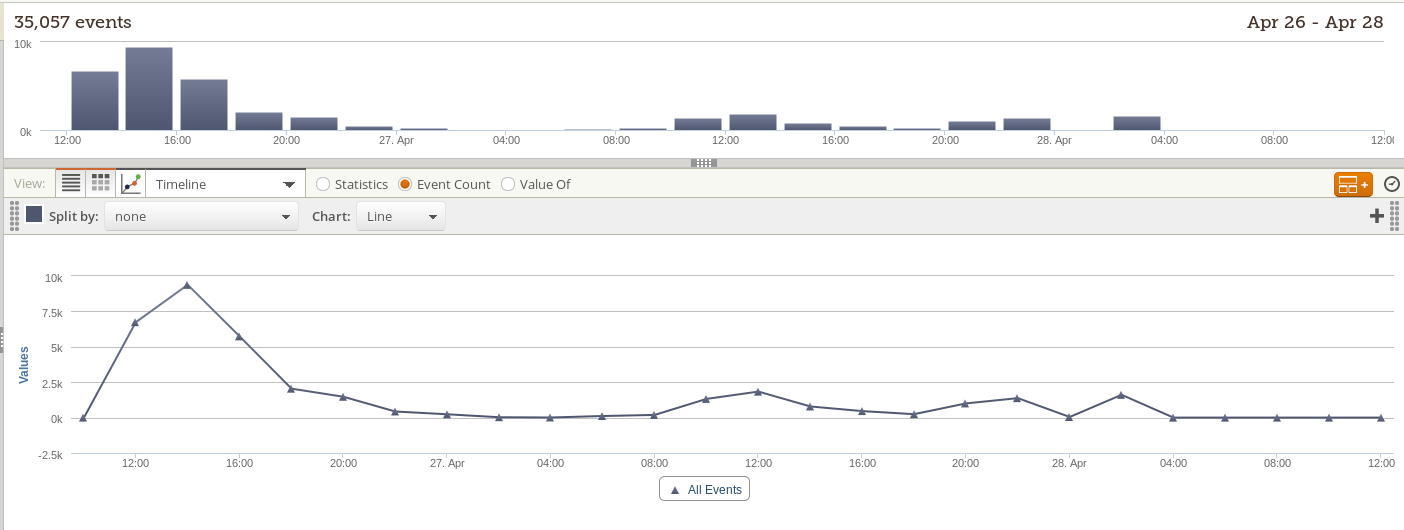 35,057 events Apr 26 - Apr 28
10k
0k
12:00 16:00 20:00 27. Apr 04:00 08:00 12:00 16:00 20:00 28. Apr 04:00 08:00 12:00
View: Timeline Statistics Event Count Value Of
Split by: none Chart: Line
10k
7.5k
5k
2.5k
0k
-2.5k
Values
12:00 16:00 20:00 27. Apr 04:00 08:00 12:00 16:00 20:00 28. Apr 04:00 08:00 12:00
All Events